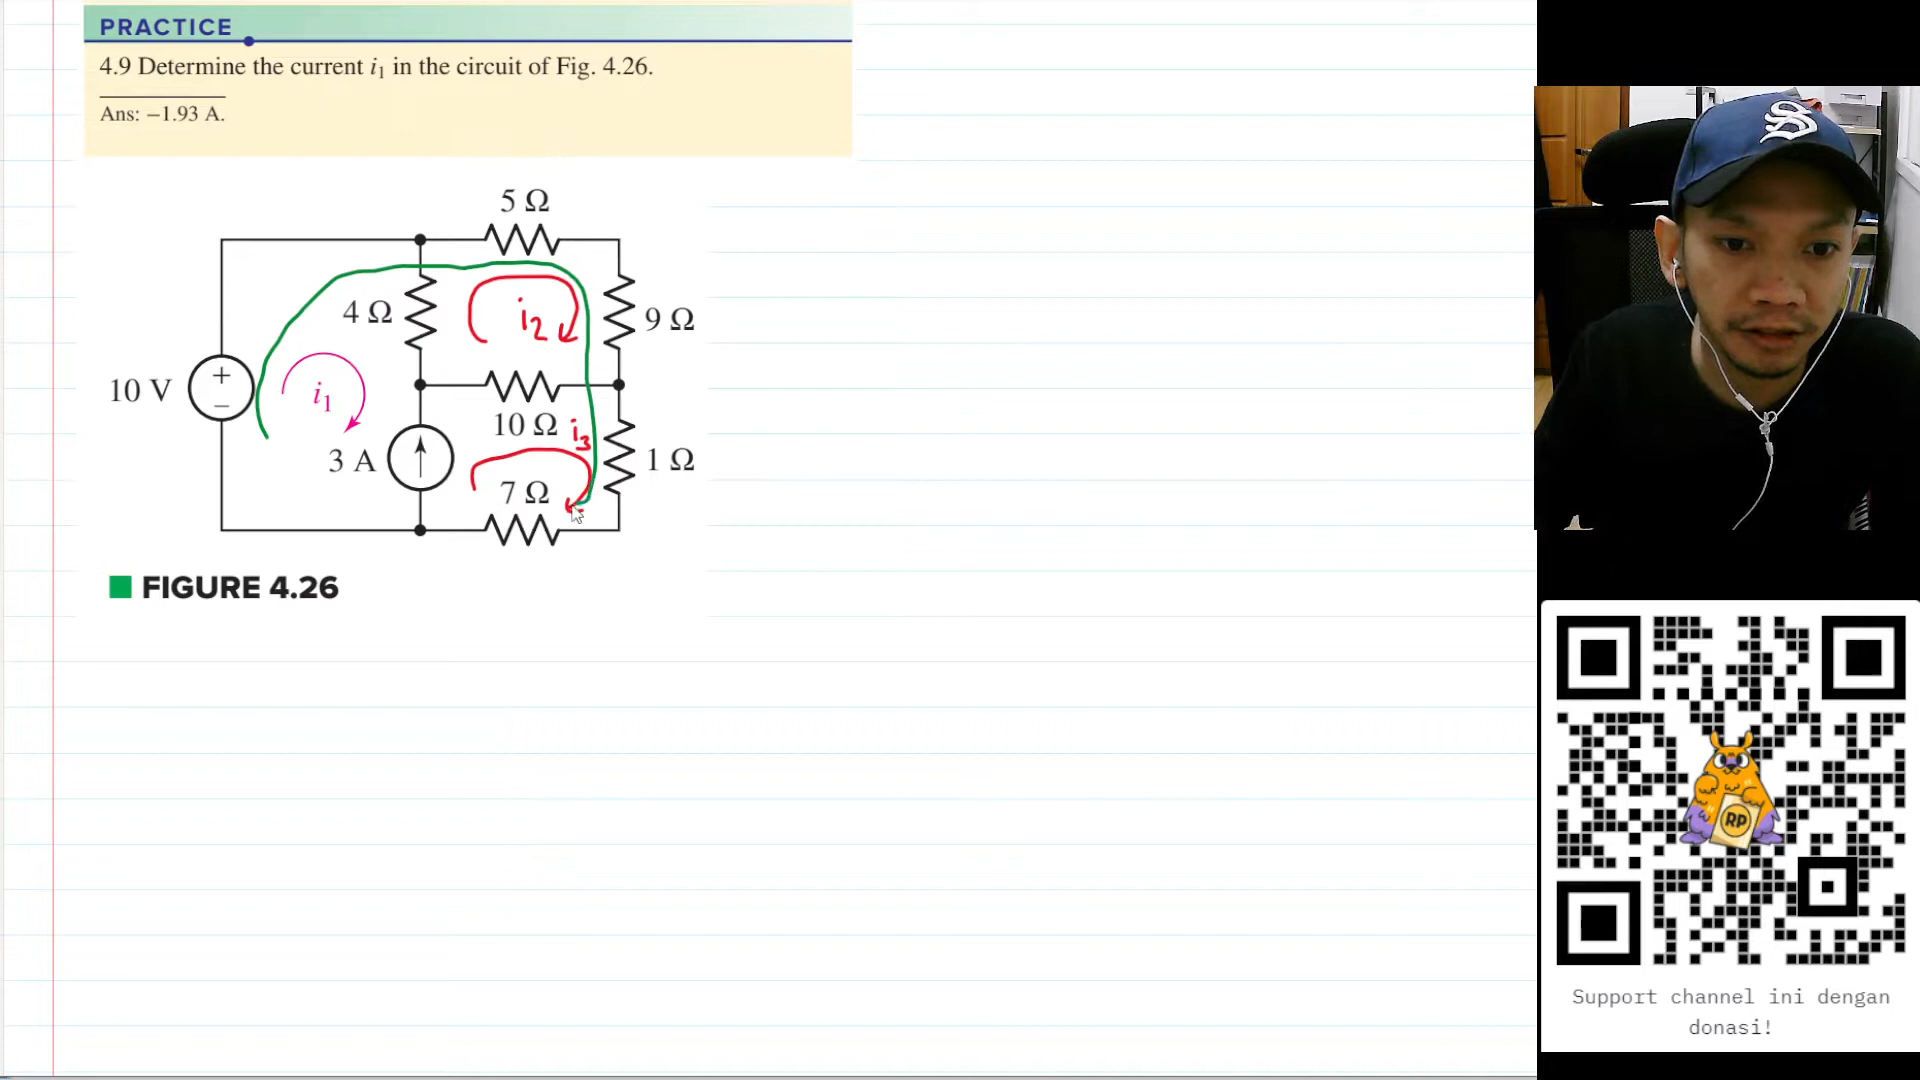 PRACTICE
4.9 Determine the current i₁ in the circuit of Fig. 4.26.
Ans: −1.93 A.
5 Ω
4 Ω
i2
9 Ω
10 V
+
−
i₁
10 Ω
i3
3 A
1 Ω
7 Ω
FIGURE 4.26
S
RP
Support channel ini dengan
donasi!